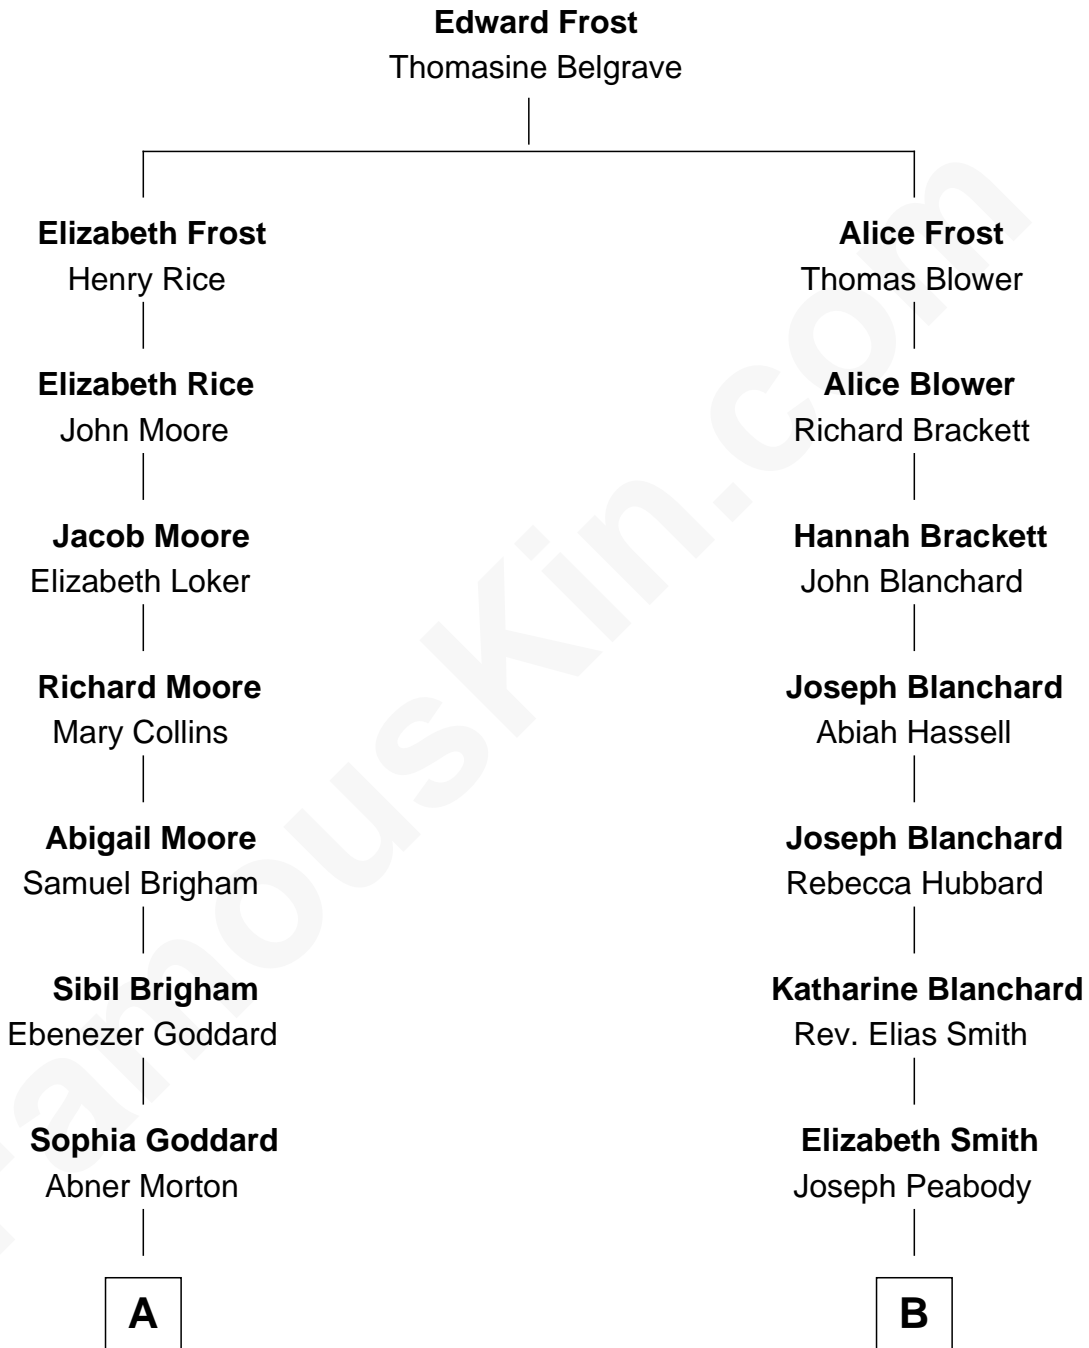 Edward Frost
Thomasine Belgrave
Elizabeth Frost
Henry Rice
Elizabeth Rice
John Moore
Jacob Moore
Elizabeth Loker
Richard Moore
Mary Collins
Abigail Moore
Samuel Brigham
Sibil Brigham
Ebenezer Goddard
Sophia Goddard
Abner Morton
A
Alice Frost
Thomas Blower
Alice Blower
Richard Brackett
Hannah Brackett
John Blanchard
Joseph Blanchard
Abiah Hassell
Joseph Blanchard
Rebecca Hubbard
Katharine Blanchard
Rev. Elias Smith
Elizabeth Smith
Joseph Peabody
B
FamousKin.com